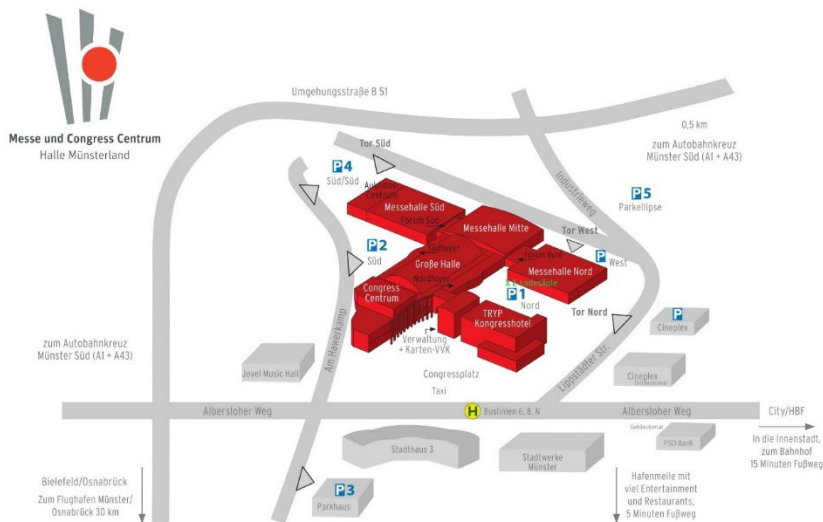 Messe und Congress Centrum
Halle Münsterland
Umgehungsstraße B 51
0,5 km
zum Autobahnkreuz
Münster Süd (A1 + A43)
Tor Süd
P4
Süd/Süd
Industrieweg
P5
Parkellipse
Centrum
Messehalle Süd
Forum Süd
Messehalle Mitte
Tor West
P
West
P2
Süd
Südfoyer
Große Halle
Nordfoyer
Forum Nord
Messehalle Nord
Congress
Centrum
E Ladesäule
P1
Nord
TRYP
Kongresshotel
Tor Nord
P
Cineplex
Verwaltung
+ Karten-VVK
zum Autobahnkreuz
Münster Süd (A1 + A43)
Am Hawerkamp
Jovel Music Hall
Congressplatz
Taxi
Lippstädter Str.
Cineplex
Geldautomat
Albersloher Weg
H
Buslinien 6, 8, N
Albersloher Weg
City/HBF
Geldautomat
PSD Bank
In die Innenstadt,
zum Bahnhof
15 Minuten Fußweg
Stadthaus 3
Stadtwerke
Münster
Bielefeld/Osnabrück
Zum Flughafen Münster/
Osnabrück 30 km
P3
Parkhaus
Hafenmeile mit
viel Entertainment
und Restaurants,
5 Minuten Fußweg